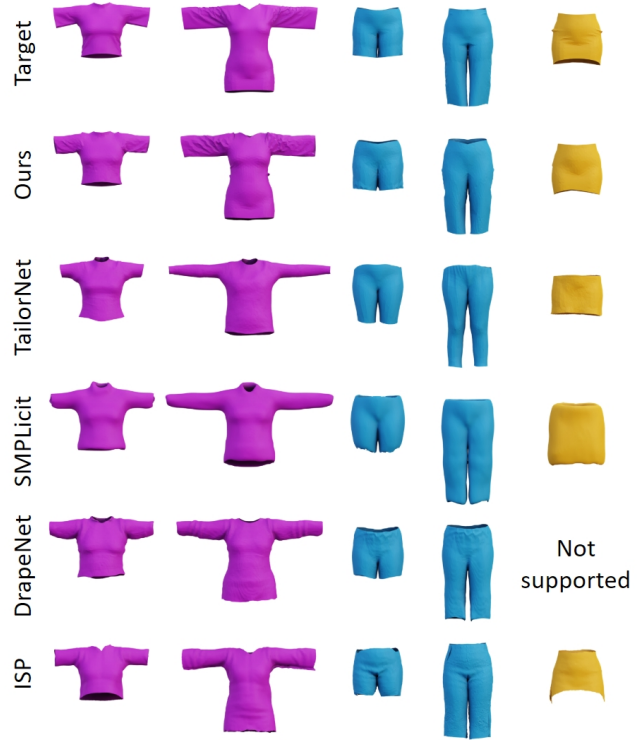 Target
Ours
TailorNet
SMPLicit
DrapeNet
Not
supported
ISP